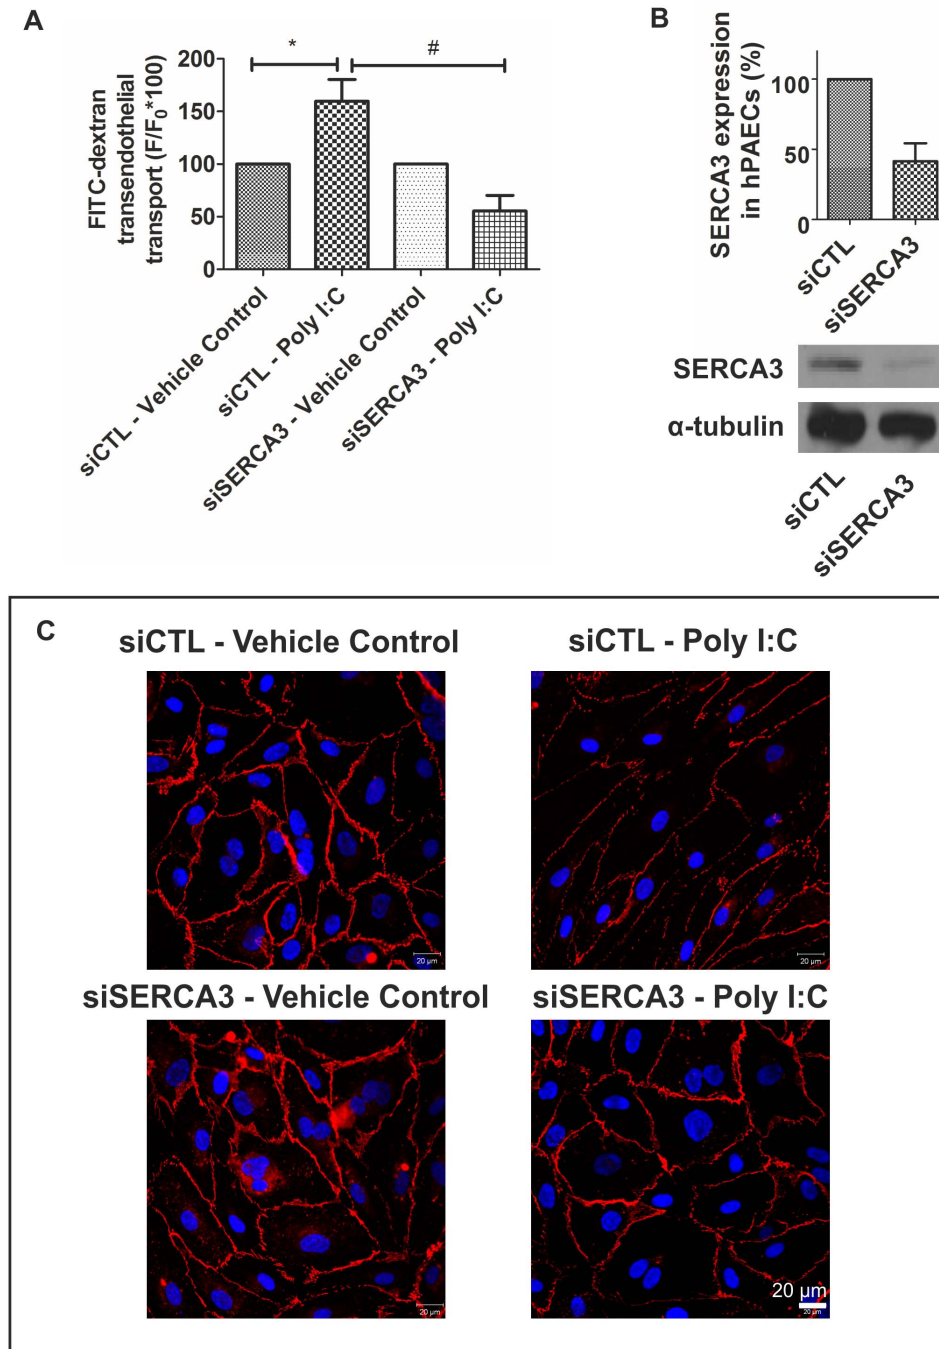 A
FITC-dextran
transendothelial
transport (F/F0*100)
200
150
100
50
0
*
#
siCTL - Vehicle Control
siCTL - Poly I:C
siSERCA3 - Vehicle Control
siSERCA3 - Poly I:C
B
SERCA3 expression
in hPAECs (%)
100
50
0
siCTL
siSERCA3
SERCA3
α-tubulin
siCTL
siSERCA3
C
siCTL - Vehicle Control
siCTL - Poly I:C
20 µm
20 µm
siSERCA3 - Vehicle Control
siSERCA3 - Poly I:C
20 µm
20 µm
20 µm